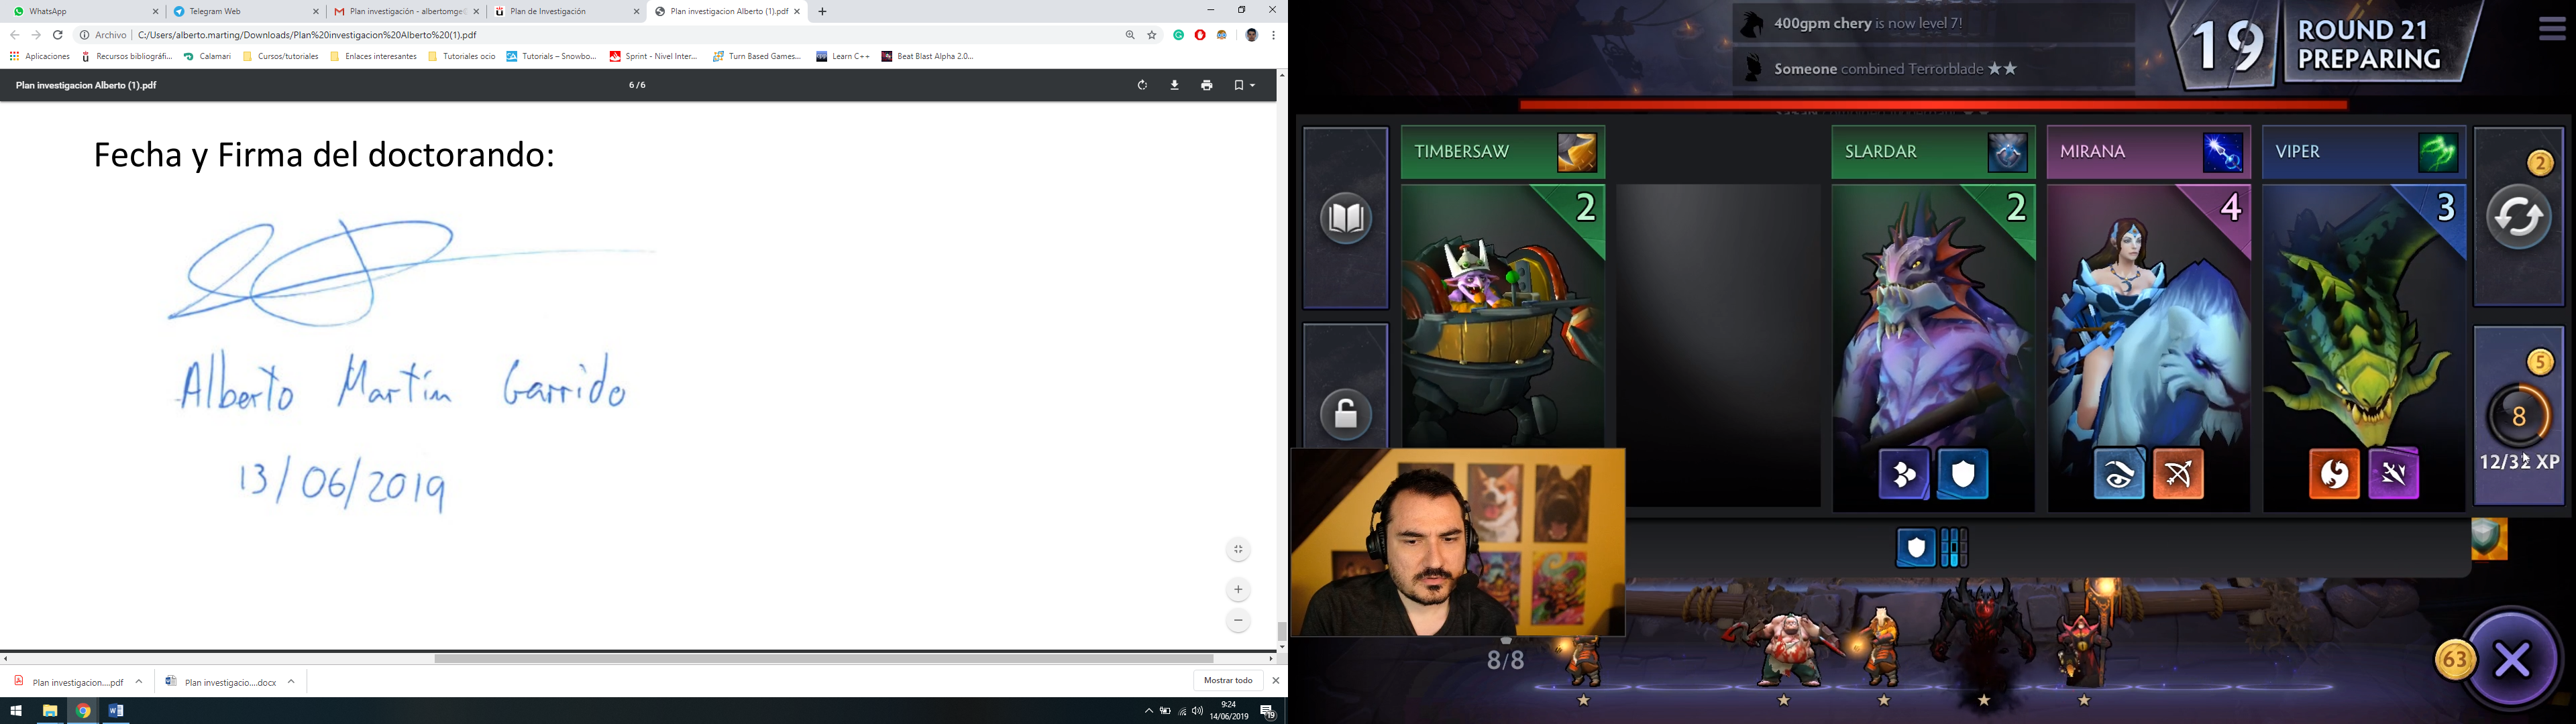 WhatsApp
Telegram Web
Plan investigación - albertomge
Plan de Investigación
Plan investigacion Alberto (1).pdf
Archivo
C:/Users/alberto.marting/Downloads/Plan%20investigacion%20Alberto%20(1).pdf
Aplicaciones
Recursos bibliográfi...
Calamari
Cursos/tutoriales
Enlaces interesantes
Tutoriales ocio
Tutorials – Snowbo...
Sprint - Nivel Inter...
Turn Based Games...
Learn C++
Beat Blast Alpha 2.0...
Plan investigacion Alberto (1).pdf
6/6
Fecha y Firma del doctorando:
Alberto Martín Garrido
13/06/2019
Plan investigacion....pdf
Plan investigacio....docx
Mostrar todo
9:24
14/06/2019
19
400gpm chery is now level 7!
Someone combined Terrorblade ★★
19
ROUND 21
PREPARING
TIMBERSAW
SLARDAR
MIRANA
VIPER
2
2
4
3
2
5
8
12/32 XP
8/8
63